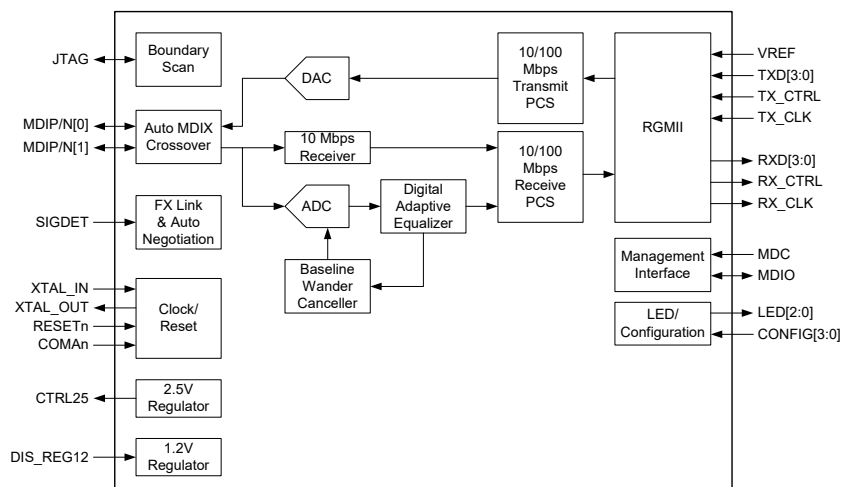 JTAG
Boundary
Scan
DAC
10/100
Mbps
Transmit
PCS
RGMII
VREF
TXD[3:0]
TX_CTRL
TX_CLK
MDIP/N[0]
MDIP/N[1]
Auto MDIX
Crossover
10 Mbps
Receiver
10/100
Mbps
Receive
PCS
RXD[3:0]
RX_CTRL
RX_CLK
SIGDET
FX Link
& Auto
Negotiation
ADC
Digital
Adaptive
Equalizer
Baseline
Wander
Canceller
Management
Interface
MDC
MDIO
XTAL_IN
XTAL_OUT
RESETn
COMAn
Clock/
Reset
LED/
Configuration
LED[2:0]
CONFIG[3:0]
CTRL25
2.5V
Regulator
DIS_REG12
1.2V
Regulator